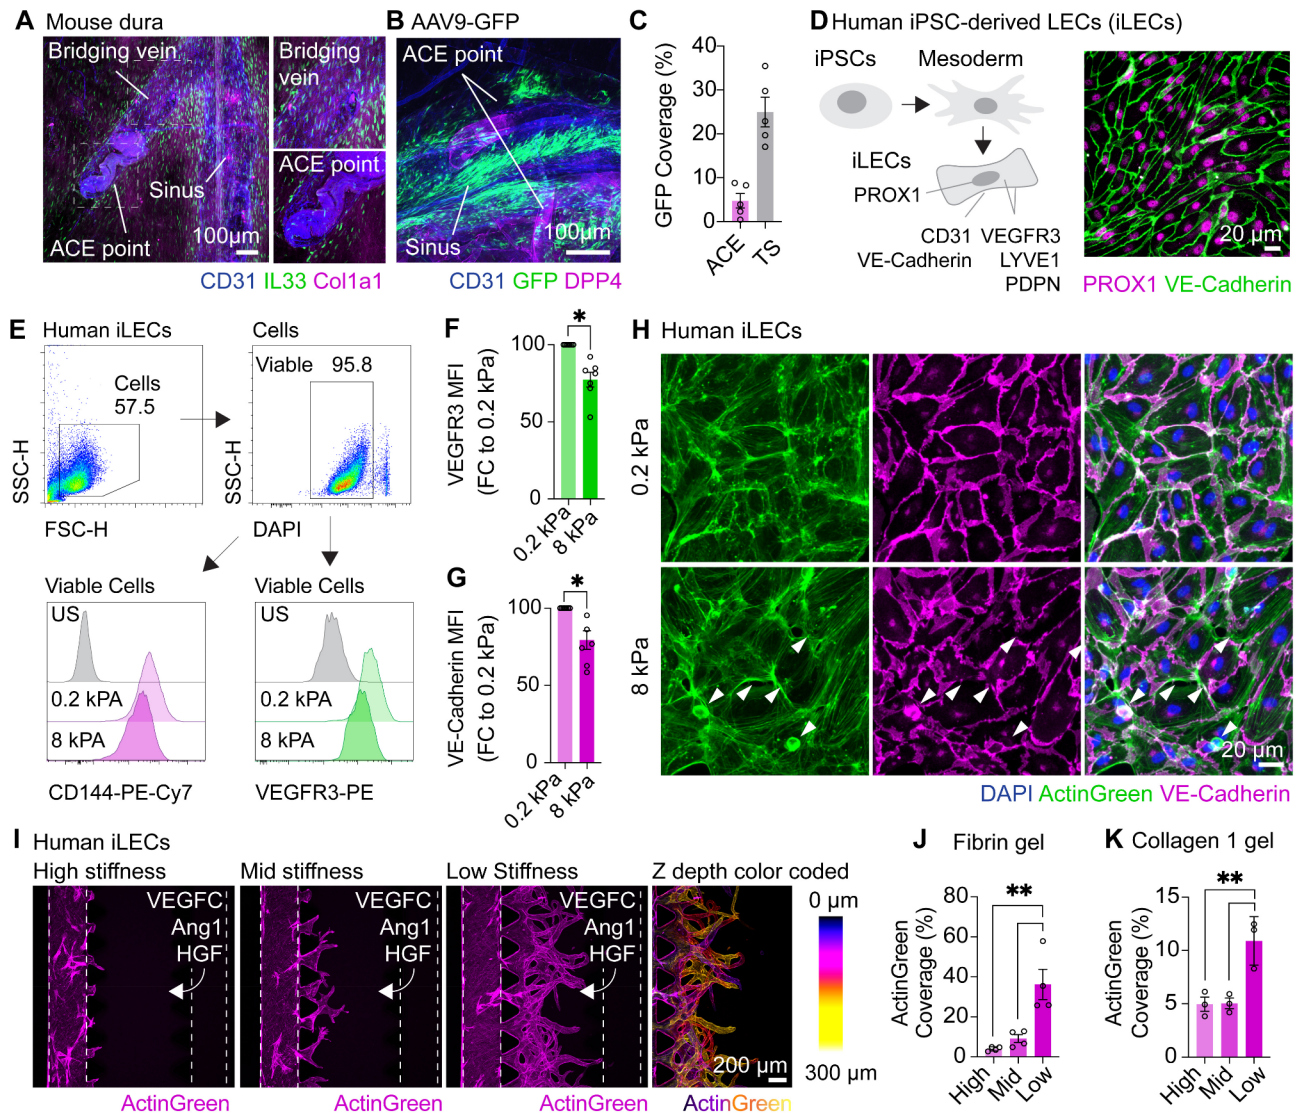 A Mouse dura
Bridging vein
Sinus
ACE point
100µm
Bridging
vein
ACE point
CD31 IL33 Col1a1
B AAV9-GFP
ACE point
Sinus
100µm
CD31 GFP DPP4
C
GFP Coverage (%)
40
30
20
10
0
ACE
TS
D Human iPSC-derived LECs (iLECs)
iPSCs
Mesoderm
iLECs
PROX1
CD31 VEGFR3
VE-Cadherin LYVE1
PDPN
20 µm
PROX1 VE-Cadherin
E Human iLECs
Cells
57.5
SSC-H
FSC-H
Cells
Viable 95.8
SSC-H
DAPI
Viable Cells
US
0.2 kPA
8 kPA
CD144-PE-Cy7
Viable Cells
US
0.2 kPA
8 kPA
VEGFR3-PE
F
*
VEGFR3 MFI
(FC to 0.2 kPa)
100
50
0
0.2 kPa
8 kPa
G
*
VE-Cadherin MFI
(FC to 0.2 kPa)
100
50
0
0.2 kPa
8 kPa
H Human iLECs
0.2 kPa
8 kPa
20 µm
DAPI ActinGreen VE-Cadherin
I Human iLECs
High stiffness
VEGFC
Ang1
HGF
ActinGreen
Mid stiffness
VEGFC
Ang1
HGF
ActinGreen
Low Stiffness
VEGFC
Ang1
HGF
ActinGreen
Z depth color coded
200 µm
ActinGreen
0 µm
300 µm
J Fibrin gel
**
ActinGreen
Coverage (%)
80
60
40
20
0
High
Mid
Low
K Collagen 1 gel
**
ActinGreen
Coverage (%)
15
10
5
0
High
Mid
Low